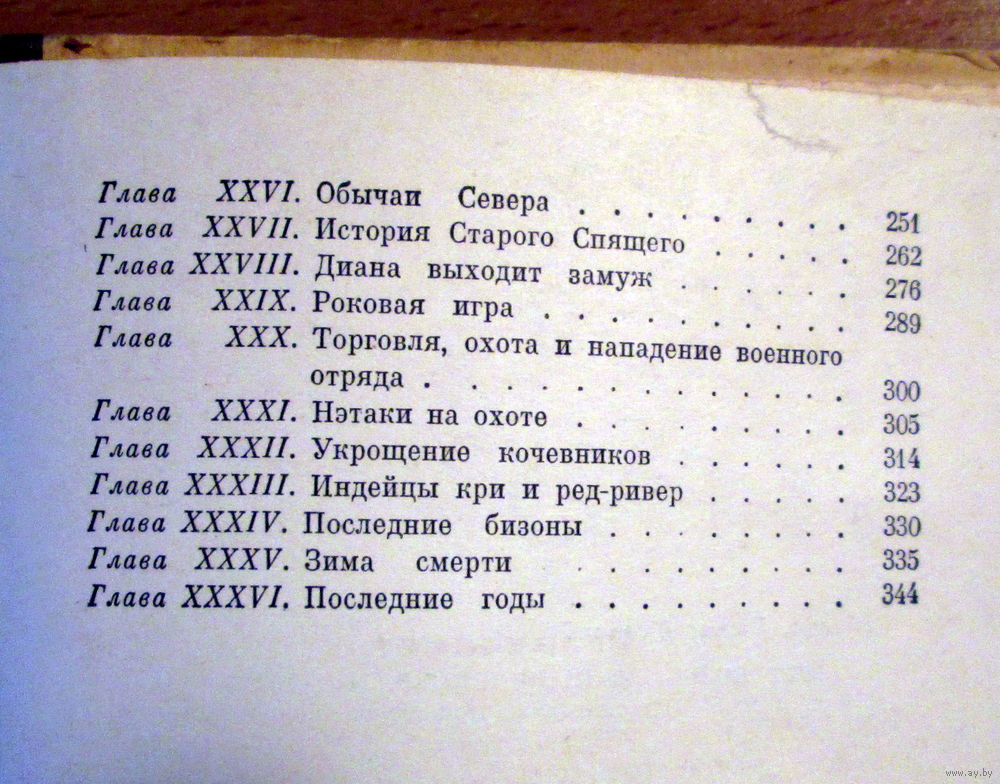 Глава XXVI. Обычаи Севера . . . . . . . . . . . 251
Глава XXVII. История Старого Спящего . . . . . . 262
Глава XXVIII. Диана выходит замуж . . . . . . . 276
Глава XXIX. Роковая игра . . . . . . . . . . . . 289
Глава XXX. Торговля, охота и нападение военного
отряда . . . . . . . . . . 300
Глава XXXI. Нэтаки на охоте . . . . . . . . . . . 305
Глава XXXII. Укрощение кочевников . . . . . . . 314
Глава XXXIII. Индейцы кри и ред-ривер . . . . . . 323
Глава XXXIV. Последние бизоны . . . . . . . . . . 330
Глава XXXV. Зима смерти . . . . . . . . . . . 335
Глава XXXVI. Последние годы . . . . . . . . . . . 344
www.ay.by